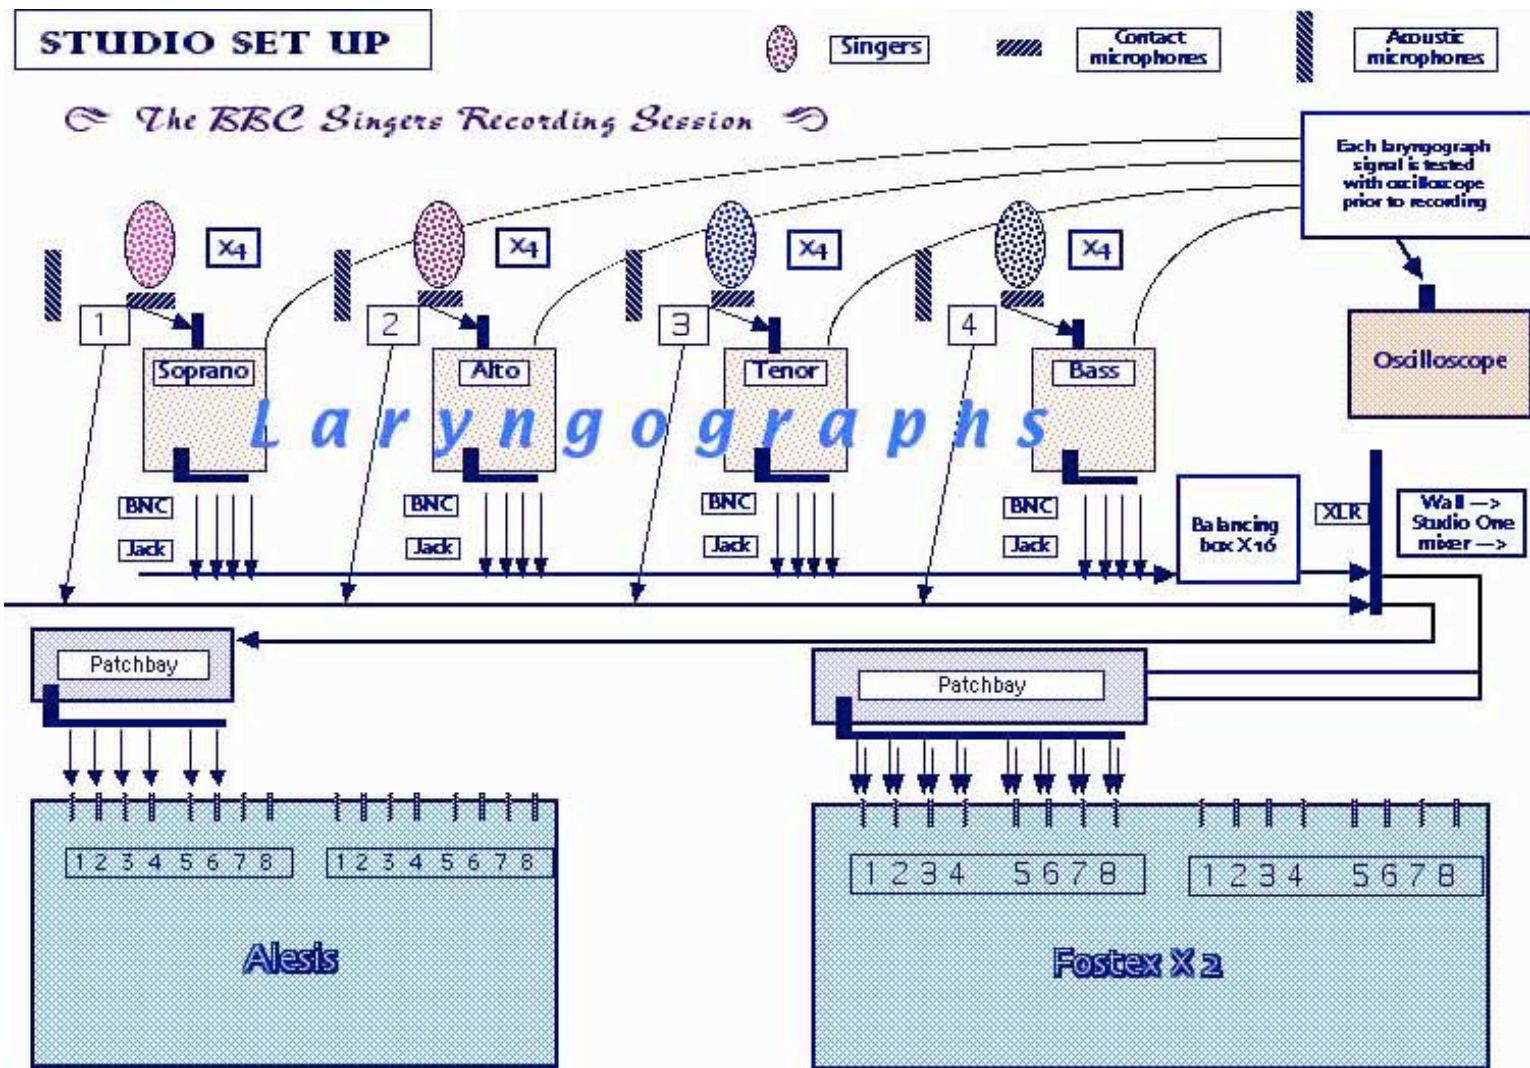 STUDIO SET UP
Singers
Contact
microphones
Acoustic
microphones
The BBC Singers Recording Session
Each laryngograph
signal is tested
with oscilloscope
prior to recording
X4
X4
X4
X4
1
2
3
4
Soprano
Alto
Tenor
Bass
Oscilloscope
Laryngographs
BNC
Jack
BNC
Jack
BNC
Jack
BNC
Jack
Balancing
box X16
XLR
Wall —>
Studio One
mixer —>
Patchbay
Patchbay
1 2 3 4 5 6 7 8
1 2 3 4 5 6 7 8
1 2 3 4 5 6 7 8
1 2 3 4 5 6 7 8
Alesis
Fostex X 2